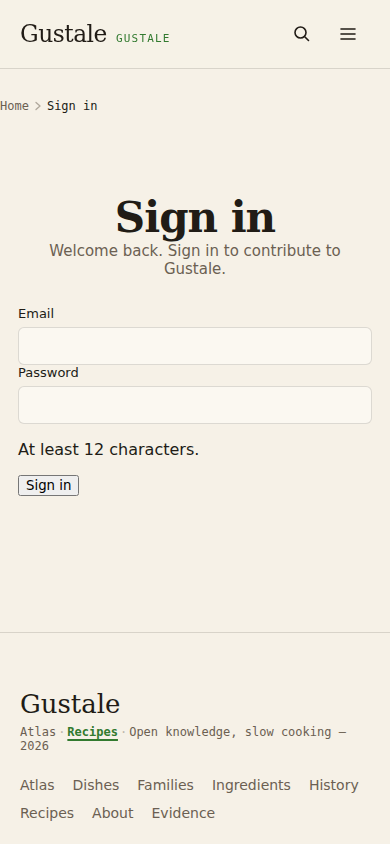 Gustale GUSTALE
Home > Sign in
Sign in
Welcome back. Sign in to contribute to
Gustale.
Email
Password
At least 12 characters.
Sign in
Gustale
Atlas · Recipes · Open knowledge, slow cooking —
2026
Atlas Dishes Families Ingredients History
Recipes About Evidence